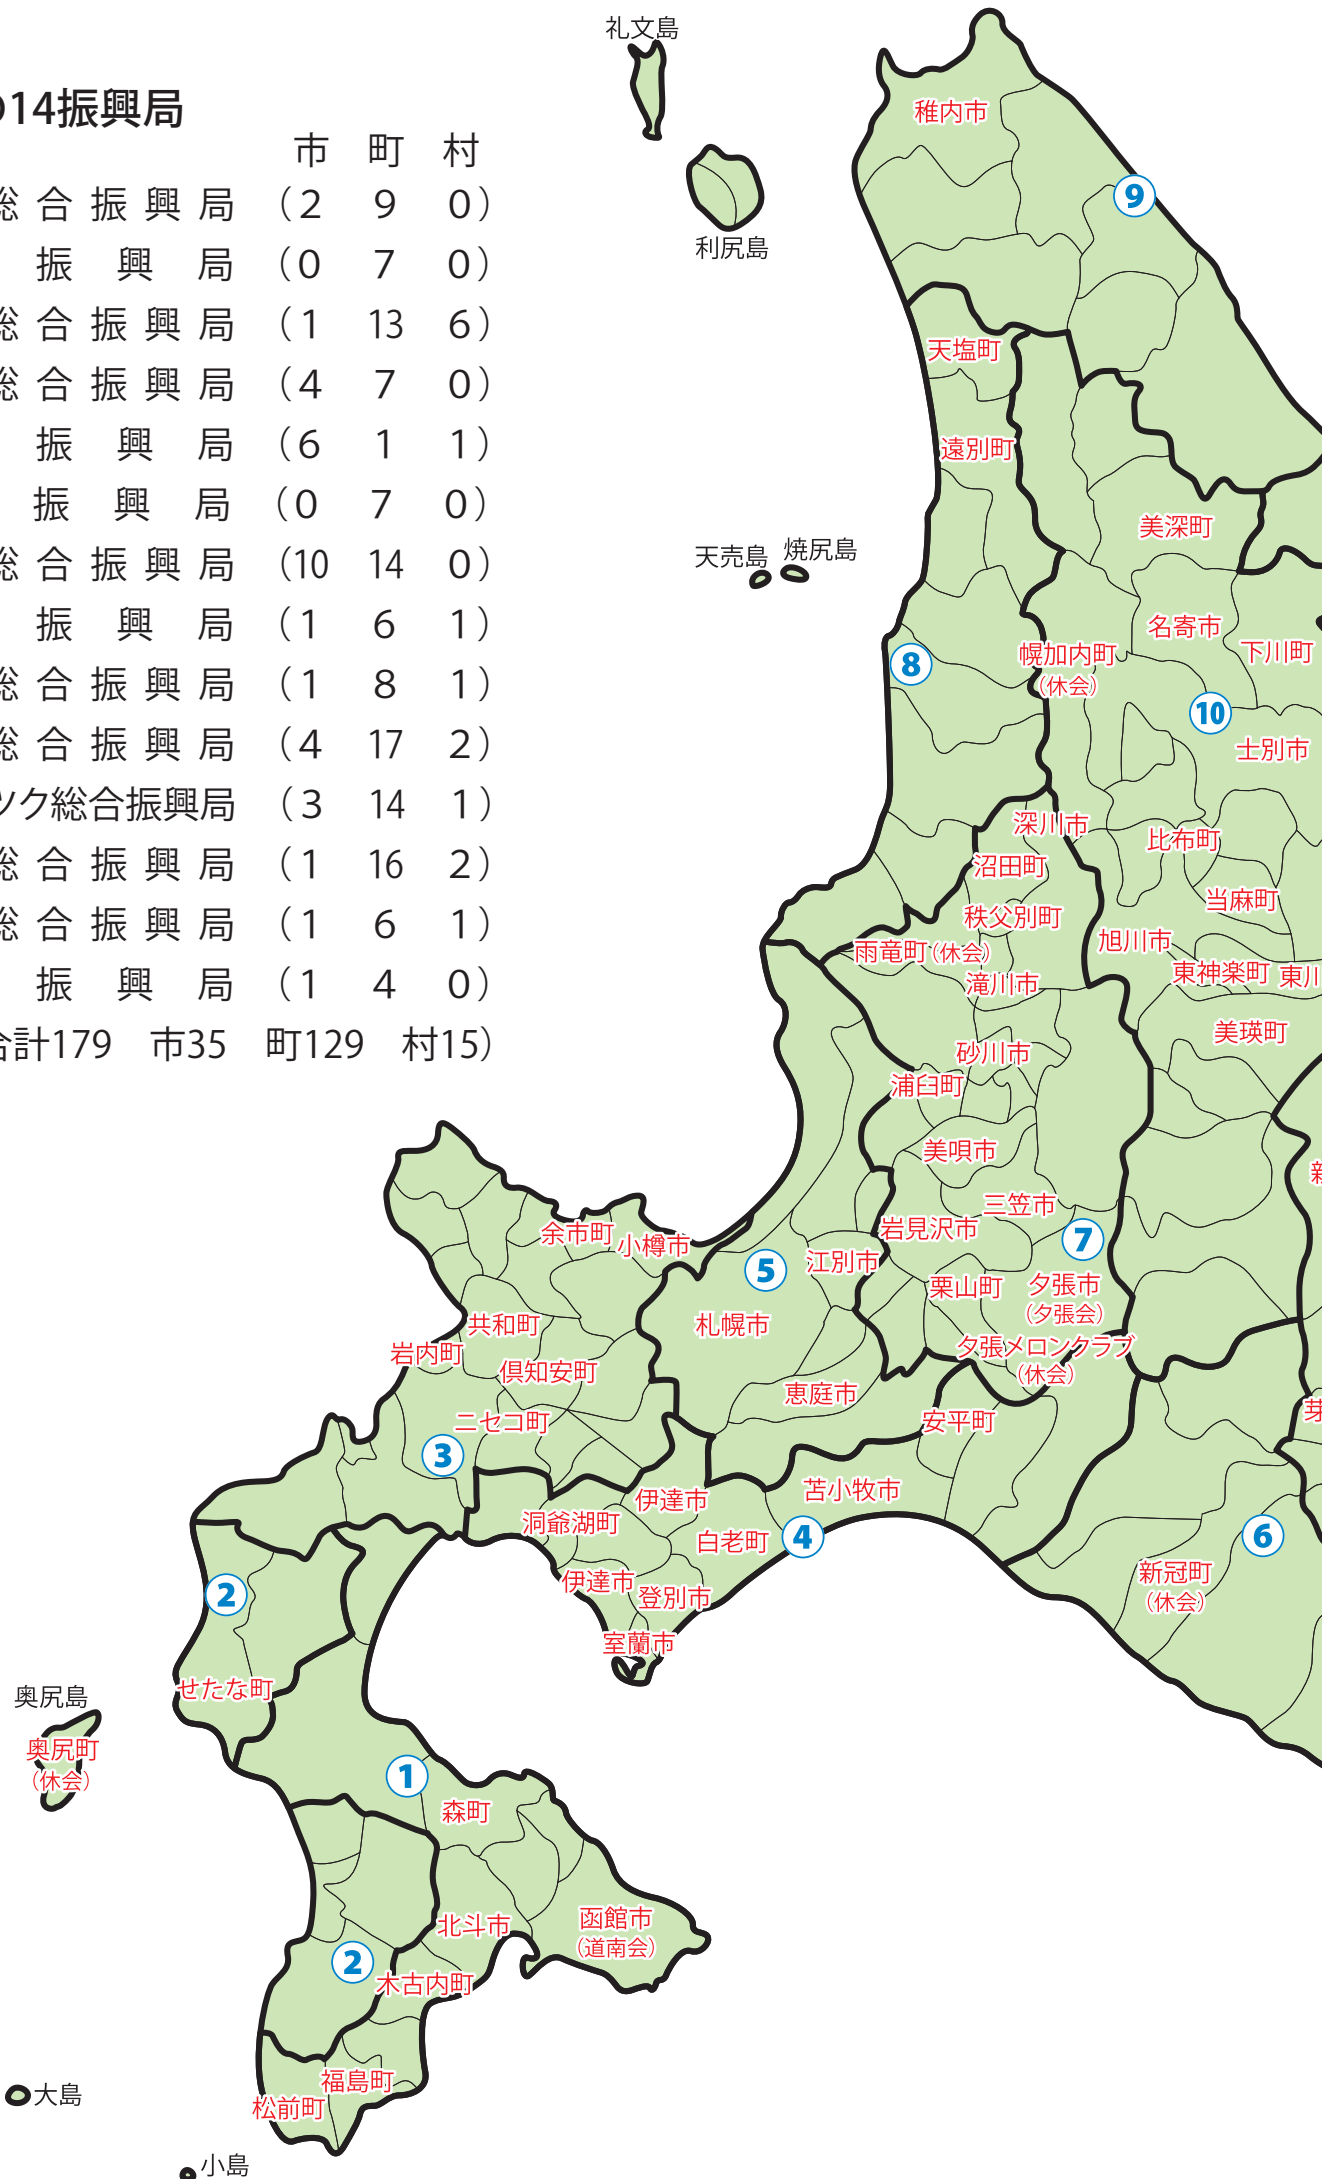 14振興局
市 町 村
総合振興局 (2 9 0)
振興局 (0 7 0)
総合振興局 (1 13 6)
総合振興局 (4 7 0)
振興局 (6 1 1)
振興局 (0 7 0)
総合振興局 (10 14 0)
振興局 (1 6 1)
総合振興局 (1 8 1)
総合振興局 (4 17 2)
ツク総合振興局 (3 14 1)
総合振興局 (1 16 2)
総合振興局 (1 6 1)
振興局 (1 4 0)
合計179 市35 町129 村15)
礼文島
利尻島
稚内市
9
天塩町
遠別町
美深町
天売島
焼尻島
名寄市
下川町
8
幌加内町
(休会)
10
士別市
深川市
比布町
沼田町
当麻町
秩父別町
旭川市
雨竜町(休会)
東神楽町
東川
滝川市
美瑛町
砂川市
浦臼町
美唄市
三笠市
岩見沢市
7
余市町
小樽市
5
江別市
栗山町
夕張市
(夕張会)
札幌市
夕張メロンクラブ
(休会)
共和町
岩内町
倶知安町
恵庭市
ニセコ町
安平町
3
苫小牧市
伊達市
洞爺湖町
白老町
4
6
新冠町
(休会)
伊達市
登別市
2
室蘭市
せたな町
奥尻島
奥尻町
(休会)
1
森町
北斗市
函館市
(道南会)
2
木古内町
福島町
松前町
大島
小島